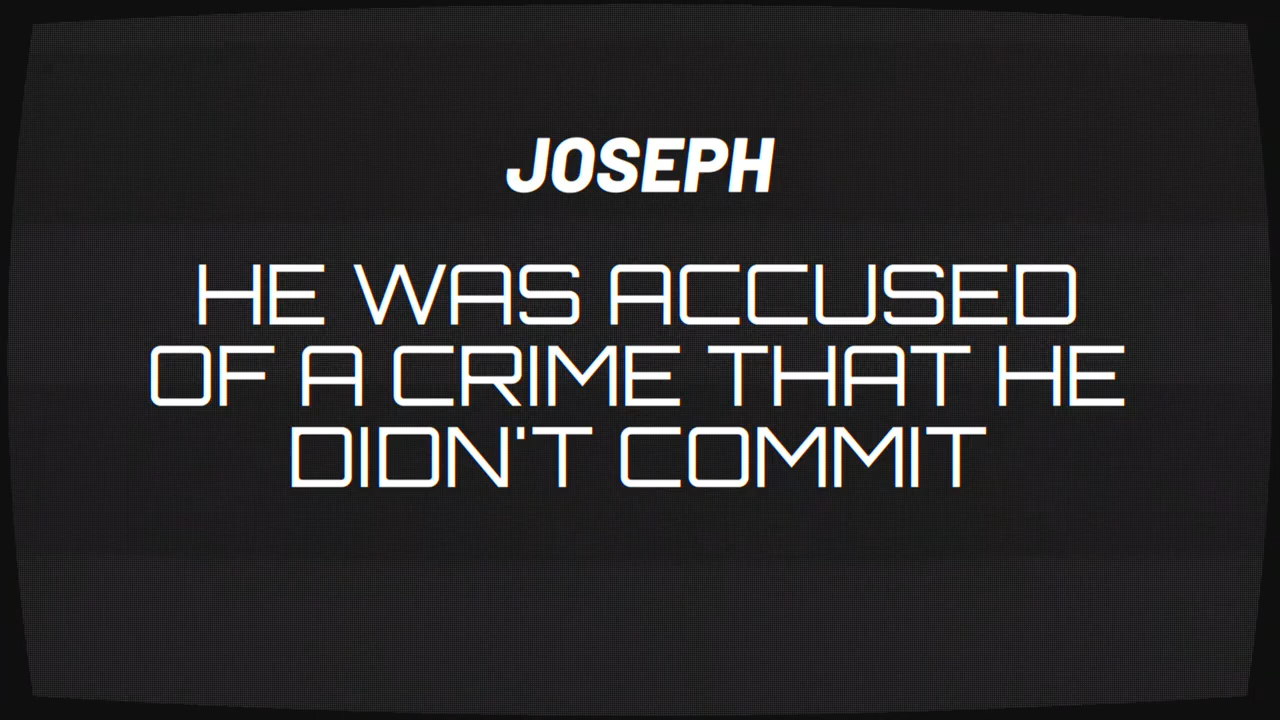 JOSEPH
HE WAS ACCUSED
OF A CRIME THAT HE
DIDN'T COMMIT